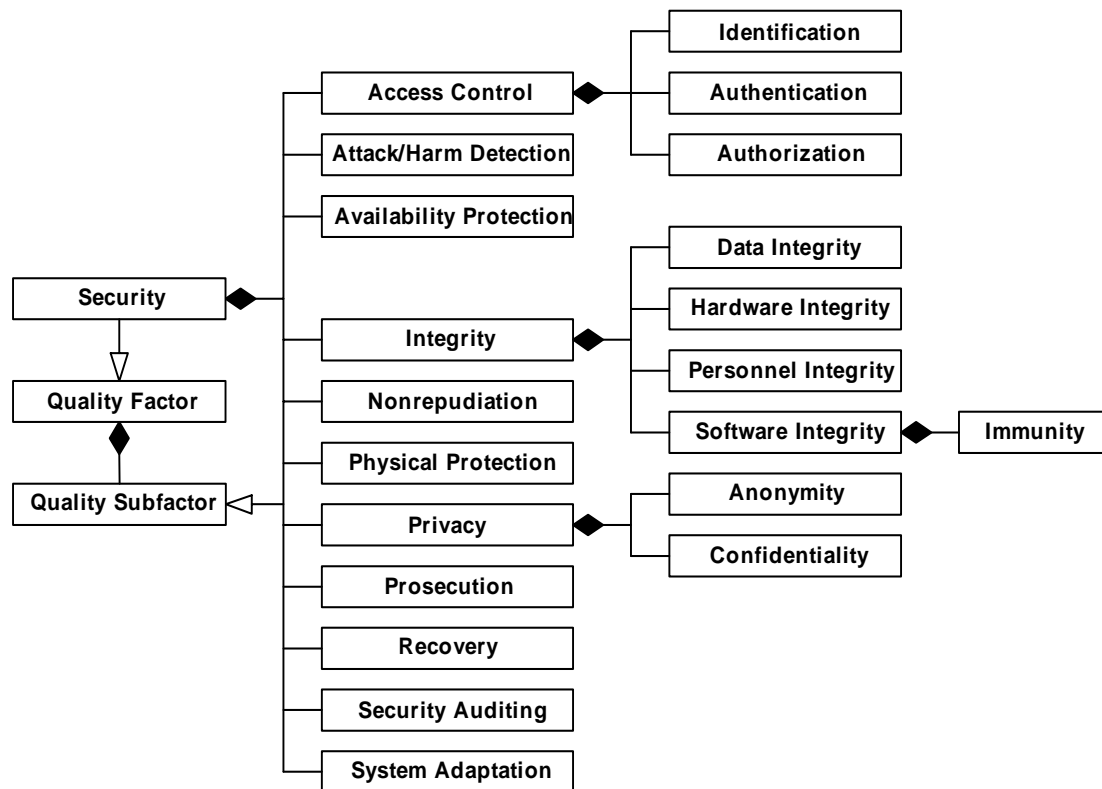 Identification
Access Control
Authentication
Attack/Harm Detection
Authorization
Availability Protection
Data Integrity
Security
Hardware Integrity
Integrity
Personnel Integrity
Quality Factor
Nonrepudiation
Software Integrity
Immunity
Physical Protection
Quality Subfactor
Anonymity
Privacy
Confidentiality
Prosecution
Recovery
Security Auditing
System Adaptation